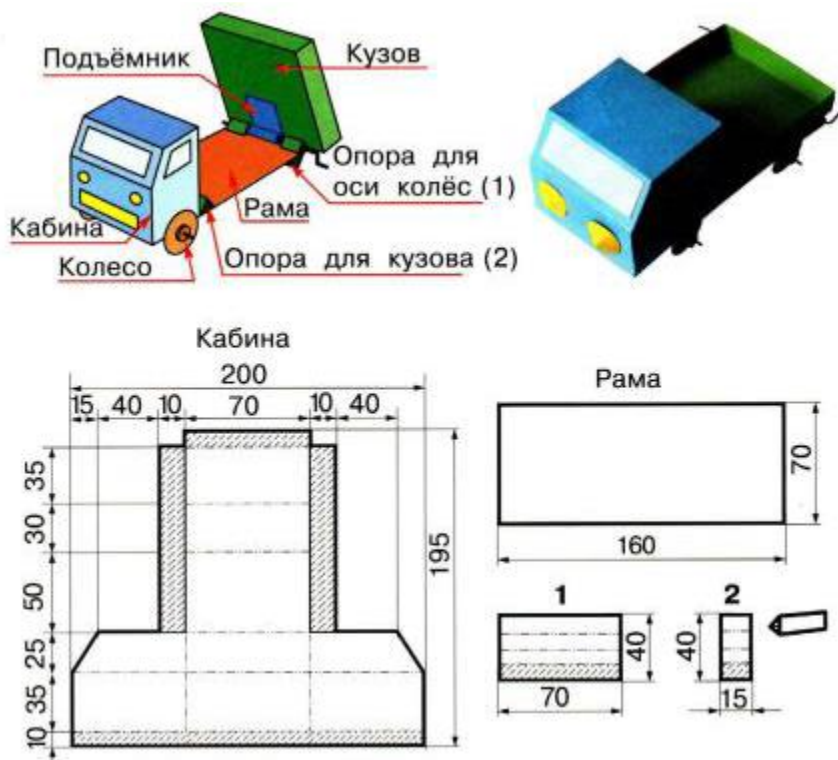 Подъёмник
Кузов
Опора для
оси колёс (1)
Рама
Кабина
Колесо
Опора для кузова (2)
Кабина
200
15 40 10 70 10 40
35
30
50
25
35
10
195
Рама
70
160
1
40
70
2
40
15